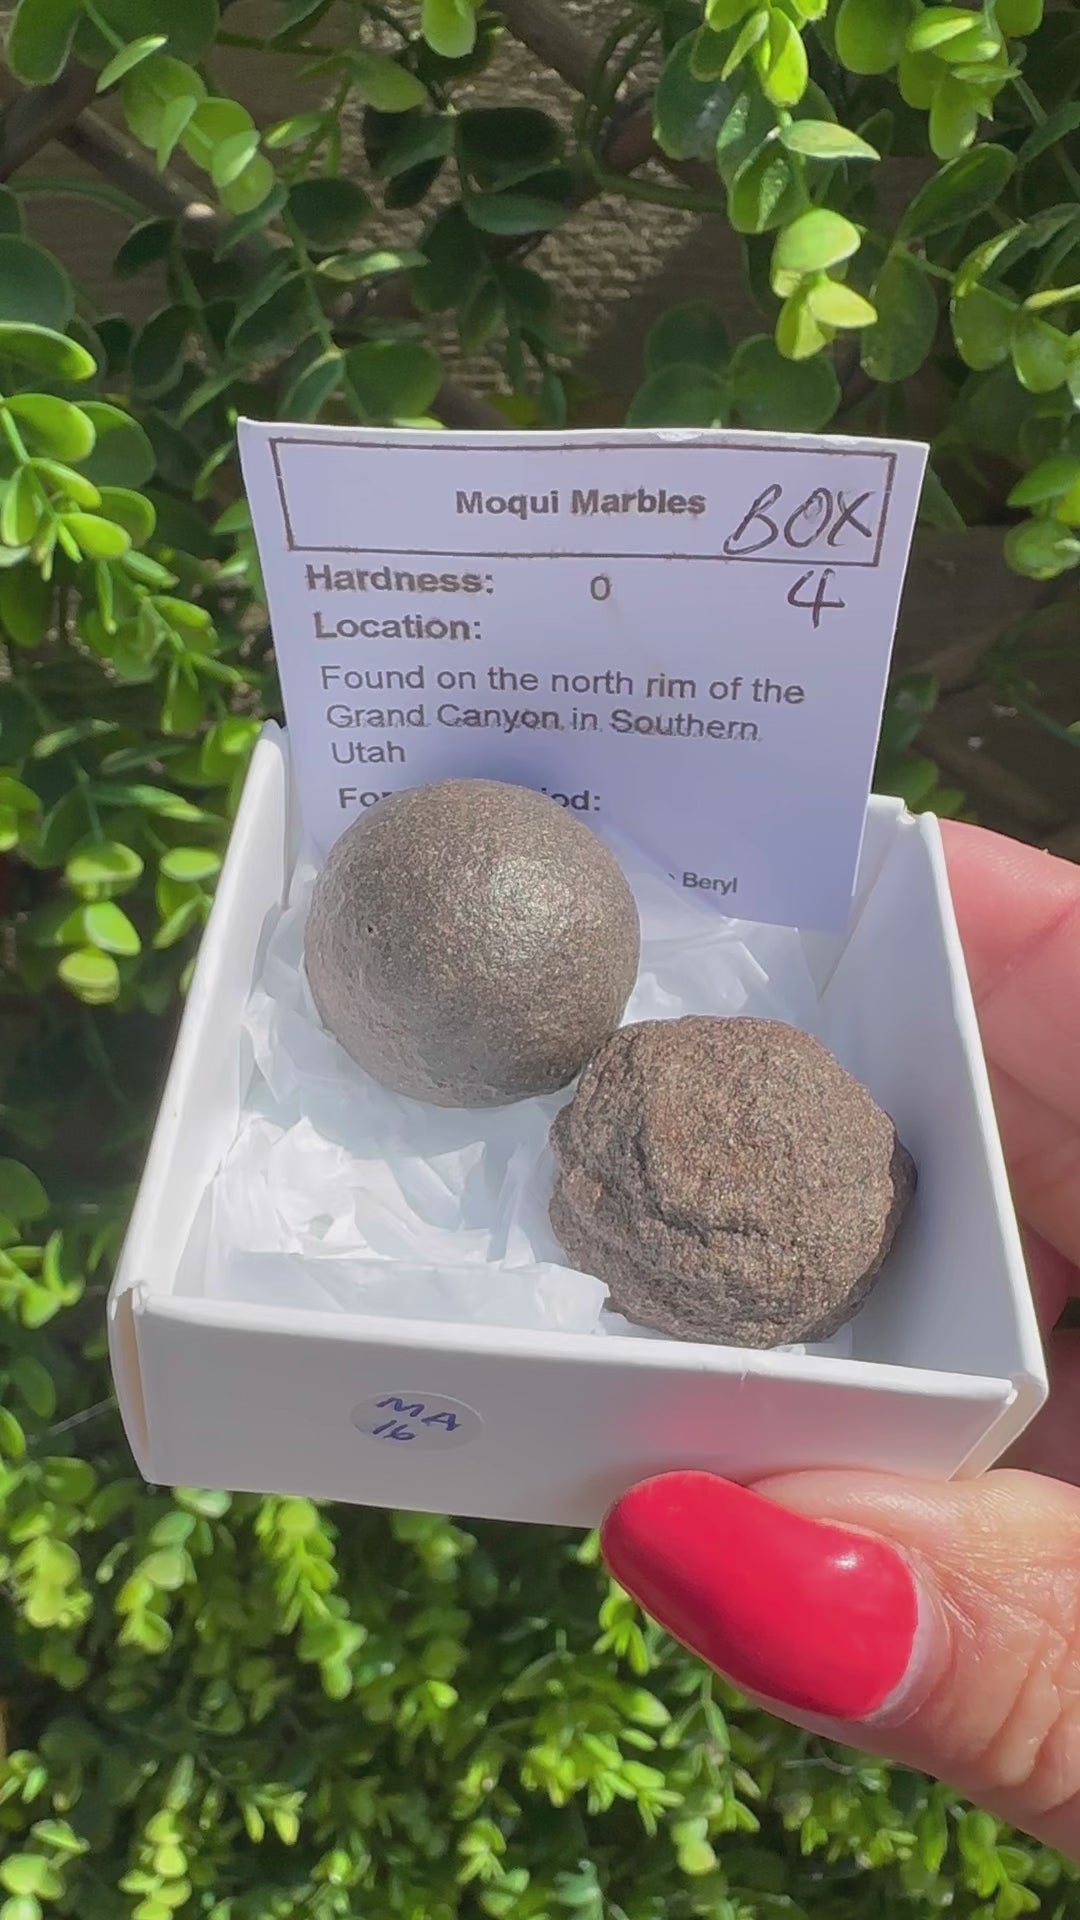 Moqui Marbles BOX
Hardness: 0 4
Location:
Found on the north rim of the
Grand Canyon in Southern
Utah
Beryl
MA
16